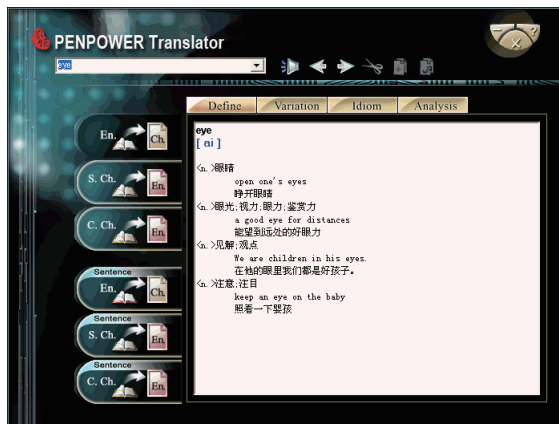 PENPOWER Translator
eye
Define Variation Idiom Analysis
eye
[ ai ]
<n.>眼睛
open one's eyes
睁开眼睛
<n.>眼光;视力;眼力;鉴赏力
a good eye for distances
能望到远处的好眼力
<n.>见解;观点
We are children in his eyes.
在他的眼里我们都是好孩子。
<n.>注意;注目
keep an eye on the baby
照看一下婴孩
En. Ch.
S. Ch. En.
C. Ch. En.
Sentence
En. Ch.
Sentence
S. Ch. En.
Sentence
C. Ch. En.